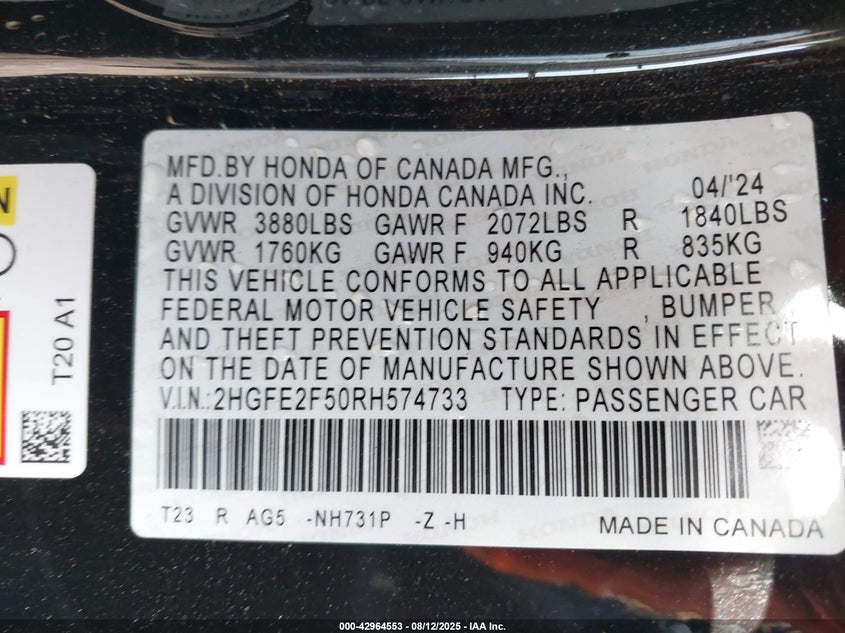 MFD.BY HONDA OF CANADA MFG.,
A DIVISION OF HONDA CANADA INC. 04/'24
GVWR 3880LBS GAWR F 2072LBS R 1840LBS
GVWR 1760KG GAWR F 940KG R 835KG
THIS VEHICLE CONFORMS TO ALL APPLICABLE
FEDERAL MOTOR VEHICLE SAFETY , BUMPER,
AND THEFT PREVENTION STANDARDS IN EFFECT
ON THE DATE OF MANUFACTURE SHOWN ABOVE.
V.I.N.:2HGFE2F50RH574733 TYPE: PASSENGER CAR
T23 R AG5 -NH731P -Z -H
MADE IN CANADA
N
T20 A1
000-42964553 - 08/12/2025 - IAA Inc.